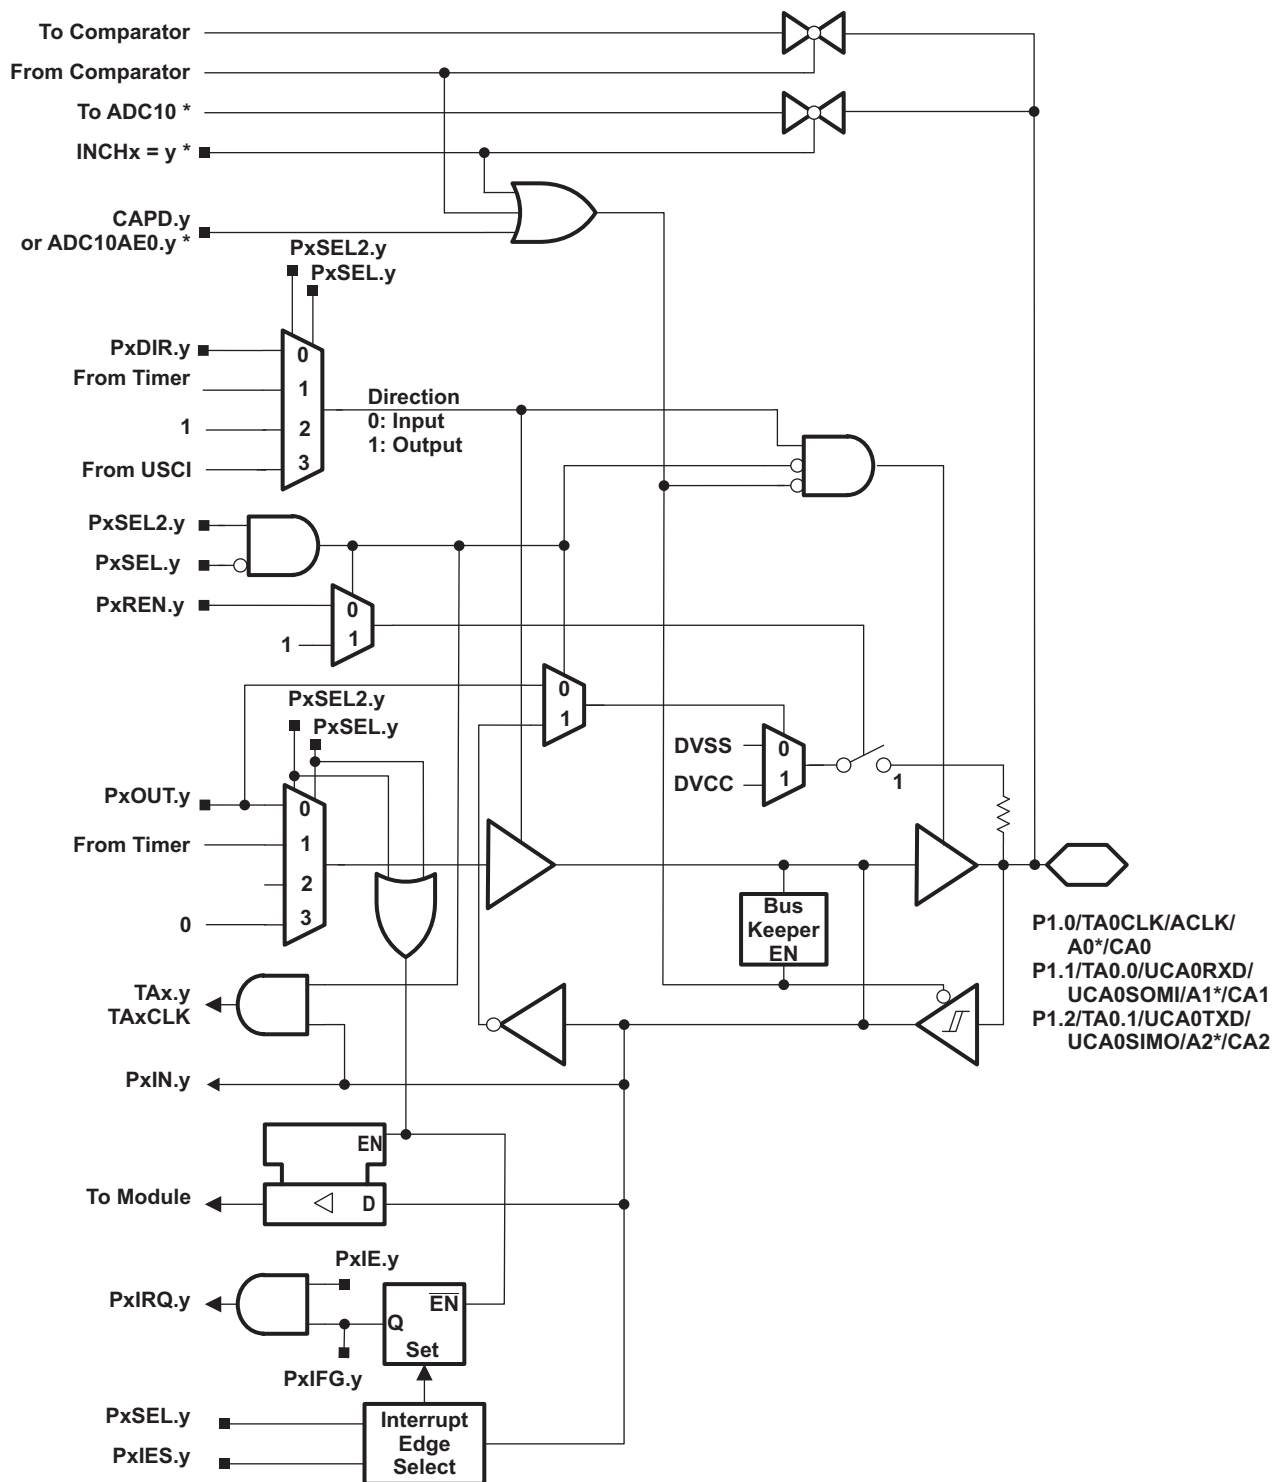 To Comparator
From Comparator
To ADC10 *
INCHx = y *
CAPD.y
or ADC10AE0.y *
PxSEL2.y
PxSEL.y
PxDIR.y
0
From Timer
1
1
2
From USCI
3
Direction
0: Input
1: Output
PxSEL2.y
PxSEL.y
PxREN.y
0
1
1
PxSEL2.y
PxSEL.y
0
1
DVSS
0
DVCC
1
1
PxOUT.y
0
From Timer
1
2
0
3
Bus
Keeper
EN
P1.0/TA0CLK/ACLK/
A0*/CA0
P1.1/TA0.0/UCA0RXD/
UCA0SOMI/A1*/CA1
P1.2/TA0.1/UCA0TXD/
UCA0SIMO/A2*/CA2
TAx.y
TAxCLK
PxIN.y
EN
To Module
D
PxIE.y
PxIRQ.y
EN
Q
Set
PxIFG.y
PxSEL.y
PxIES.y
Interrupt
Edge
Select